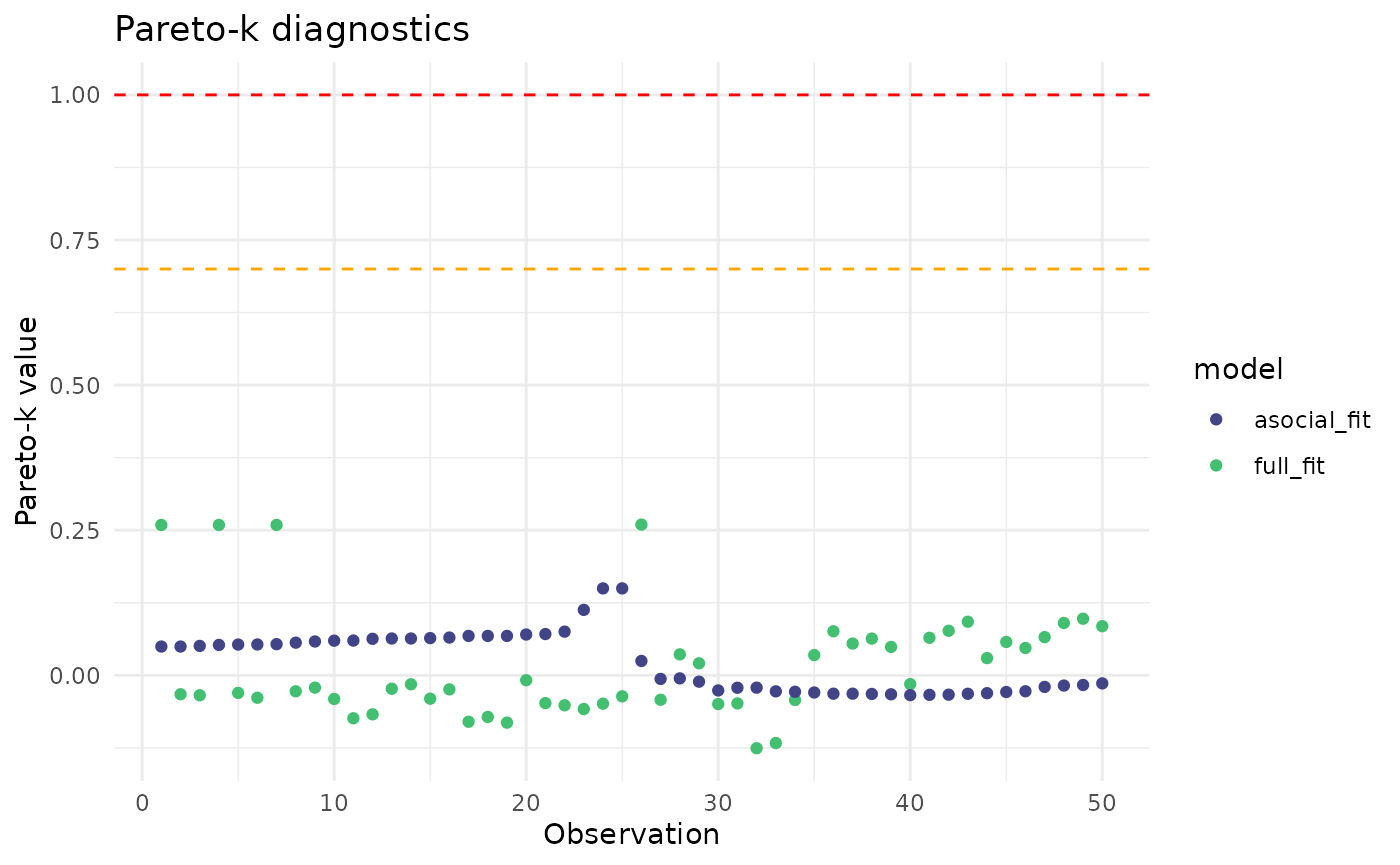 Pareto-k diagnostics
Pareto-k value
1.00
0.75
0.50
0.25
0.00
0 10 20 30 40 50
Observation
model
asocial_fit
full_fit